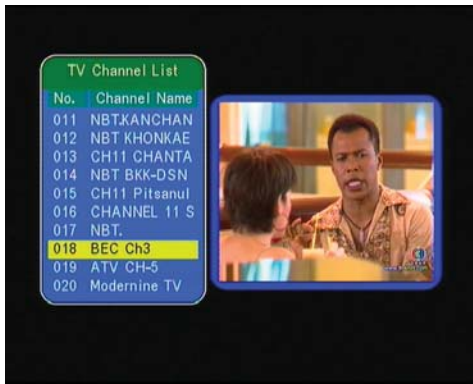 TV Channel List
No. Channel Name
011 NBT.KANCHAN
012 NBT KHONKAE
013 CH11 CHANTA
014 NBT BKK-DSN
015 CH11 Pitsanul
016 CHANNEL 11 S
017 NBT.
018 BEC Ch3
019 ATV CH-5
020 Modernine TV